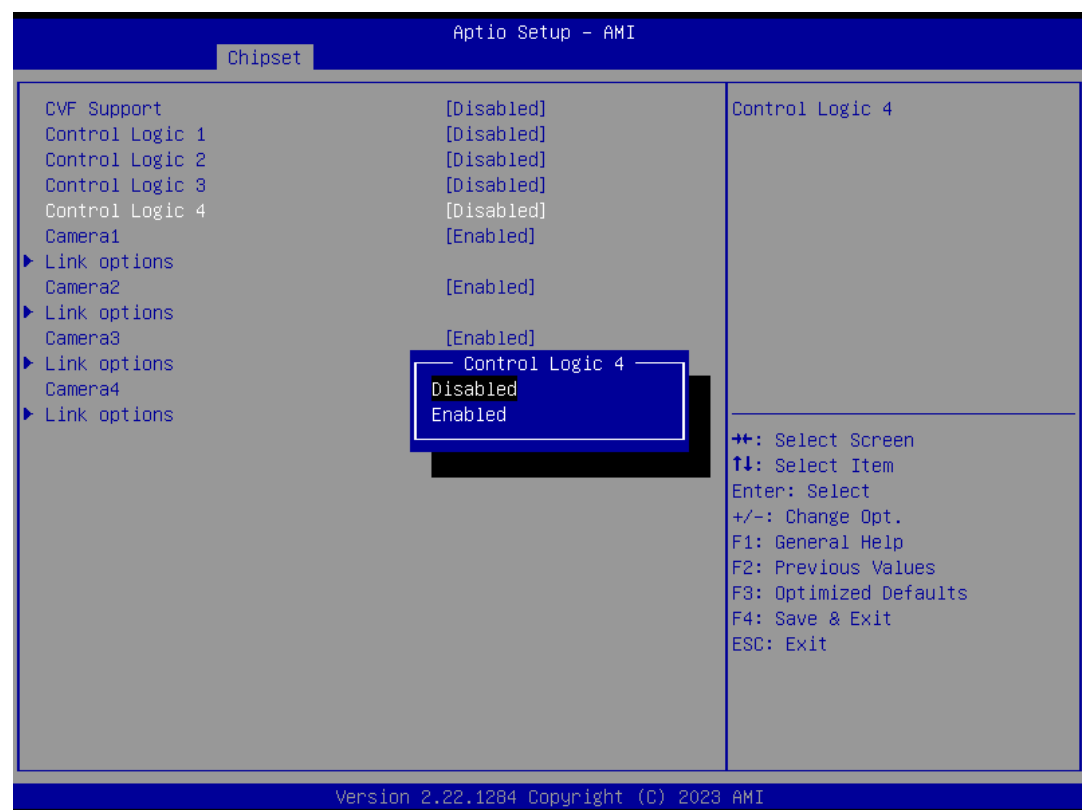 Aptio Setup – AMI
Chipset
CVF Support [Disabled] Control Logic 4
Control Logic 1 [Disabled]
Control Logic 2 [Disabled]
Control Logic 3 [Disabled]
Control Logic 4 [Disabled]
Camera1 [Enabled]
Link options
Camera2 [Enabled]
Link options
Camera3 [Enabled]
Link options
Camera4
Link options
Control Logic 4
Disabled
Enabled
→←: Select Screen
↑↓: Select Item
Enter: Select
+/-: Change Opt.
F1: General Help
F2: Previous Values
F3: Optimized Defaults
F4: Save & Exit
ESC: Exit
Version 2.22.1284 Copyright (C) 2023 AMI